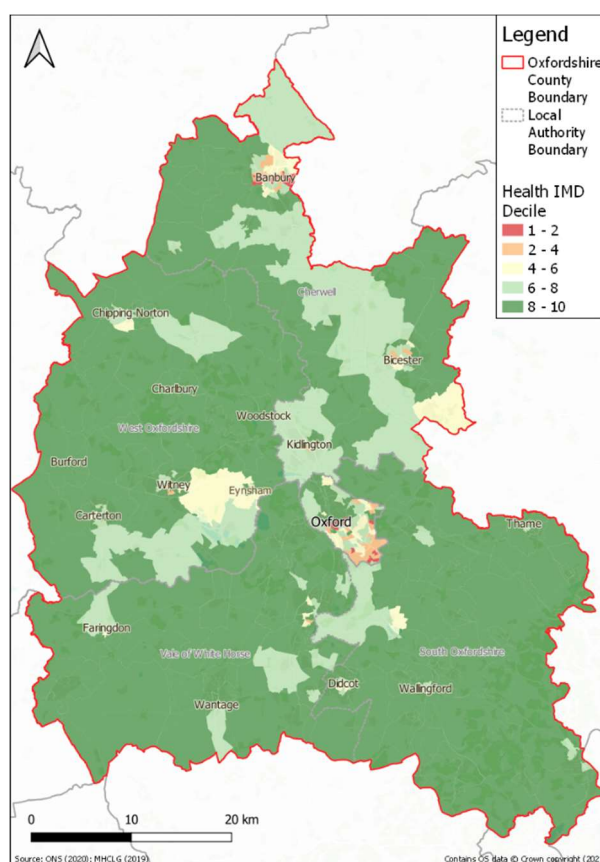 Legend
Oxfordshire
County
Boundary
Local
Authority
Boundary
Health IMD
Decile
1 - 2
2 - 4
4 - 6
6 - 8
8 - 10
Banbury
Cherwell
Chipping-Norton
Bicester
Charlbury
Woodstock
West Oxfordshire
Kidlington
Burford
Witney
Eynsham
Carterton
Oxford
Thame
Faringdon
Vale of White Horse
South Oxfordshire
Didcot
Wallingford
Wantage
0 10 20 km
Source: ONS (2020); MHCLG (2019)
Contains OS data © Crown copyright (202